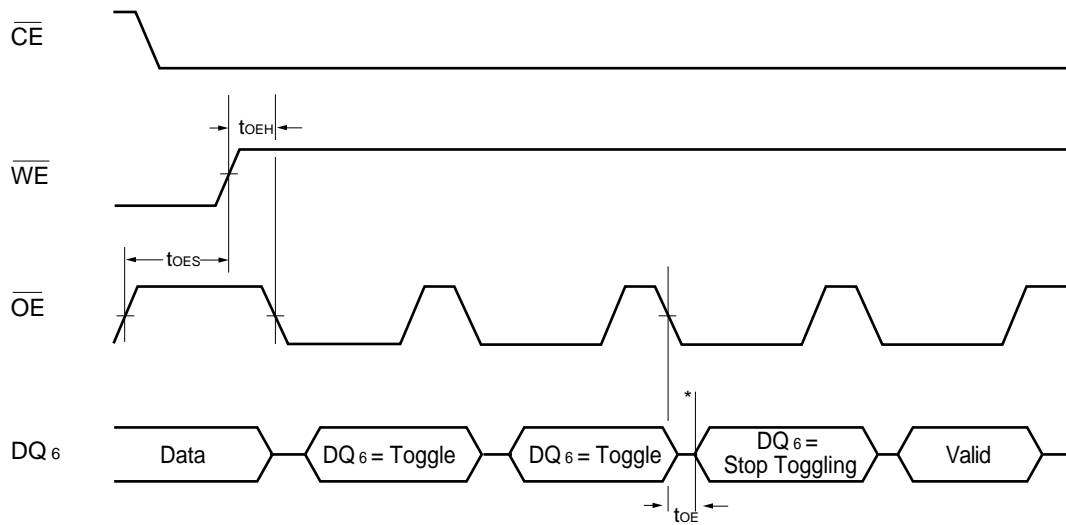 CE
tOEH
WE
tOES
OE
*
DQ 6
Data
DQ 6 = Toggle
DQ 6 = Toggle
DQ 6 =
Stop Toggling
Valid
tOE